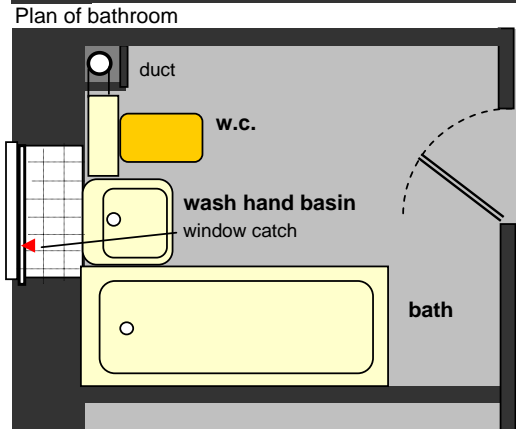 Plan of bathroom
duct
w.c.
wash hand basin
window catch
bath